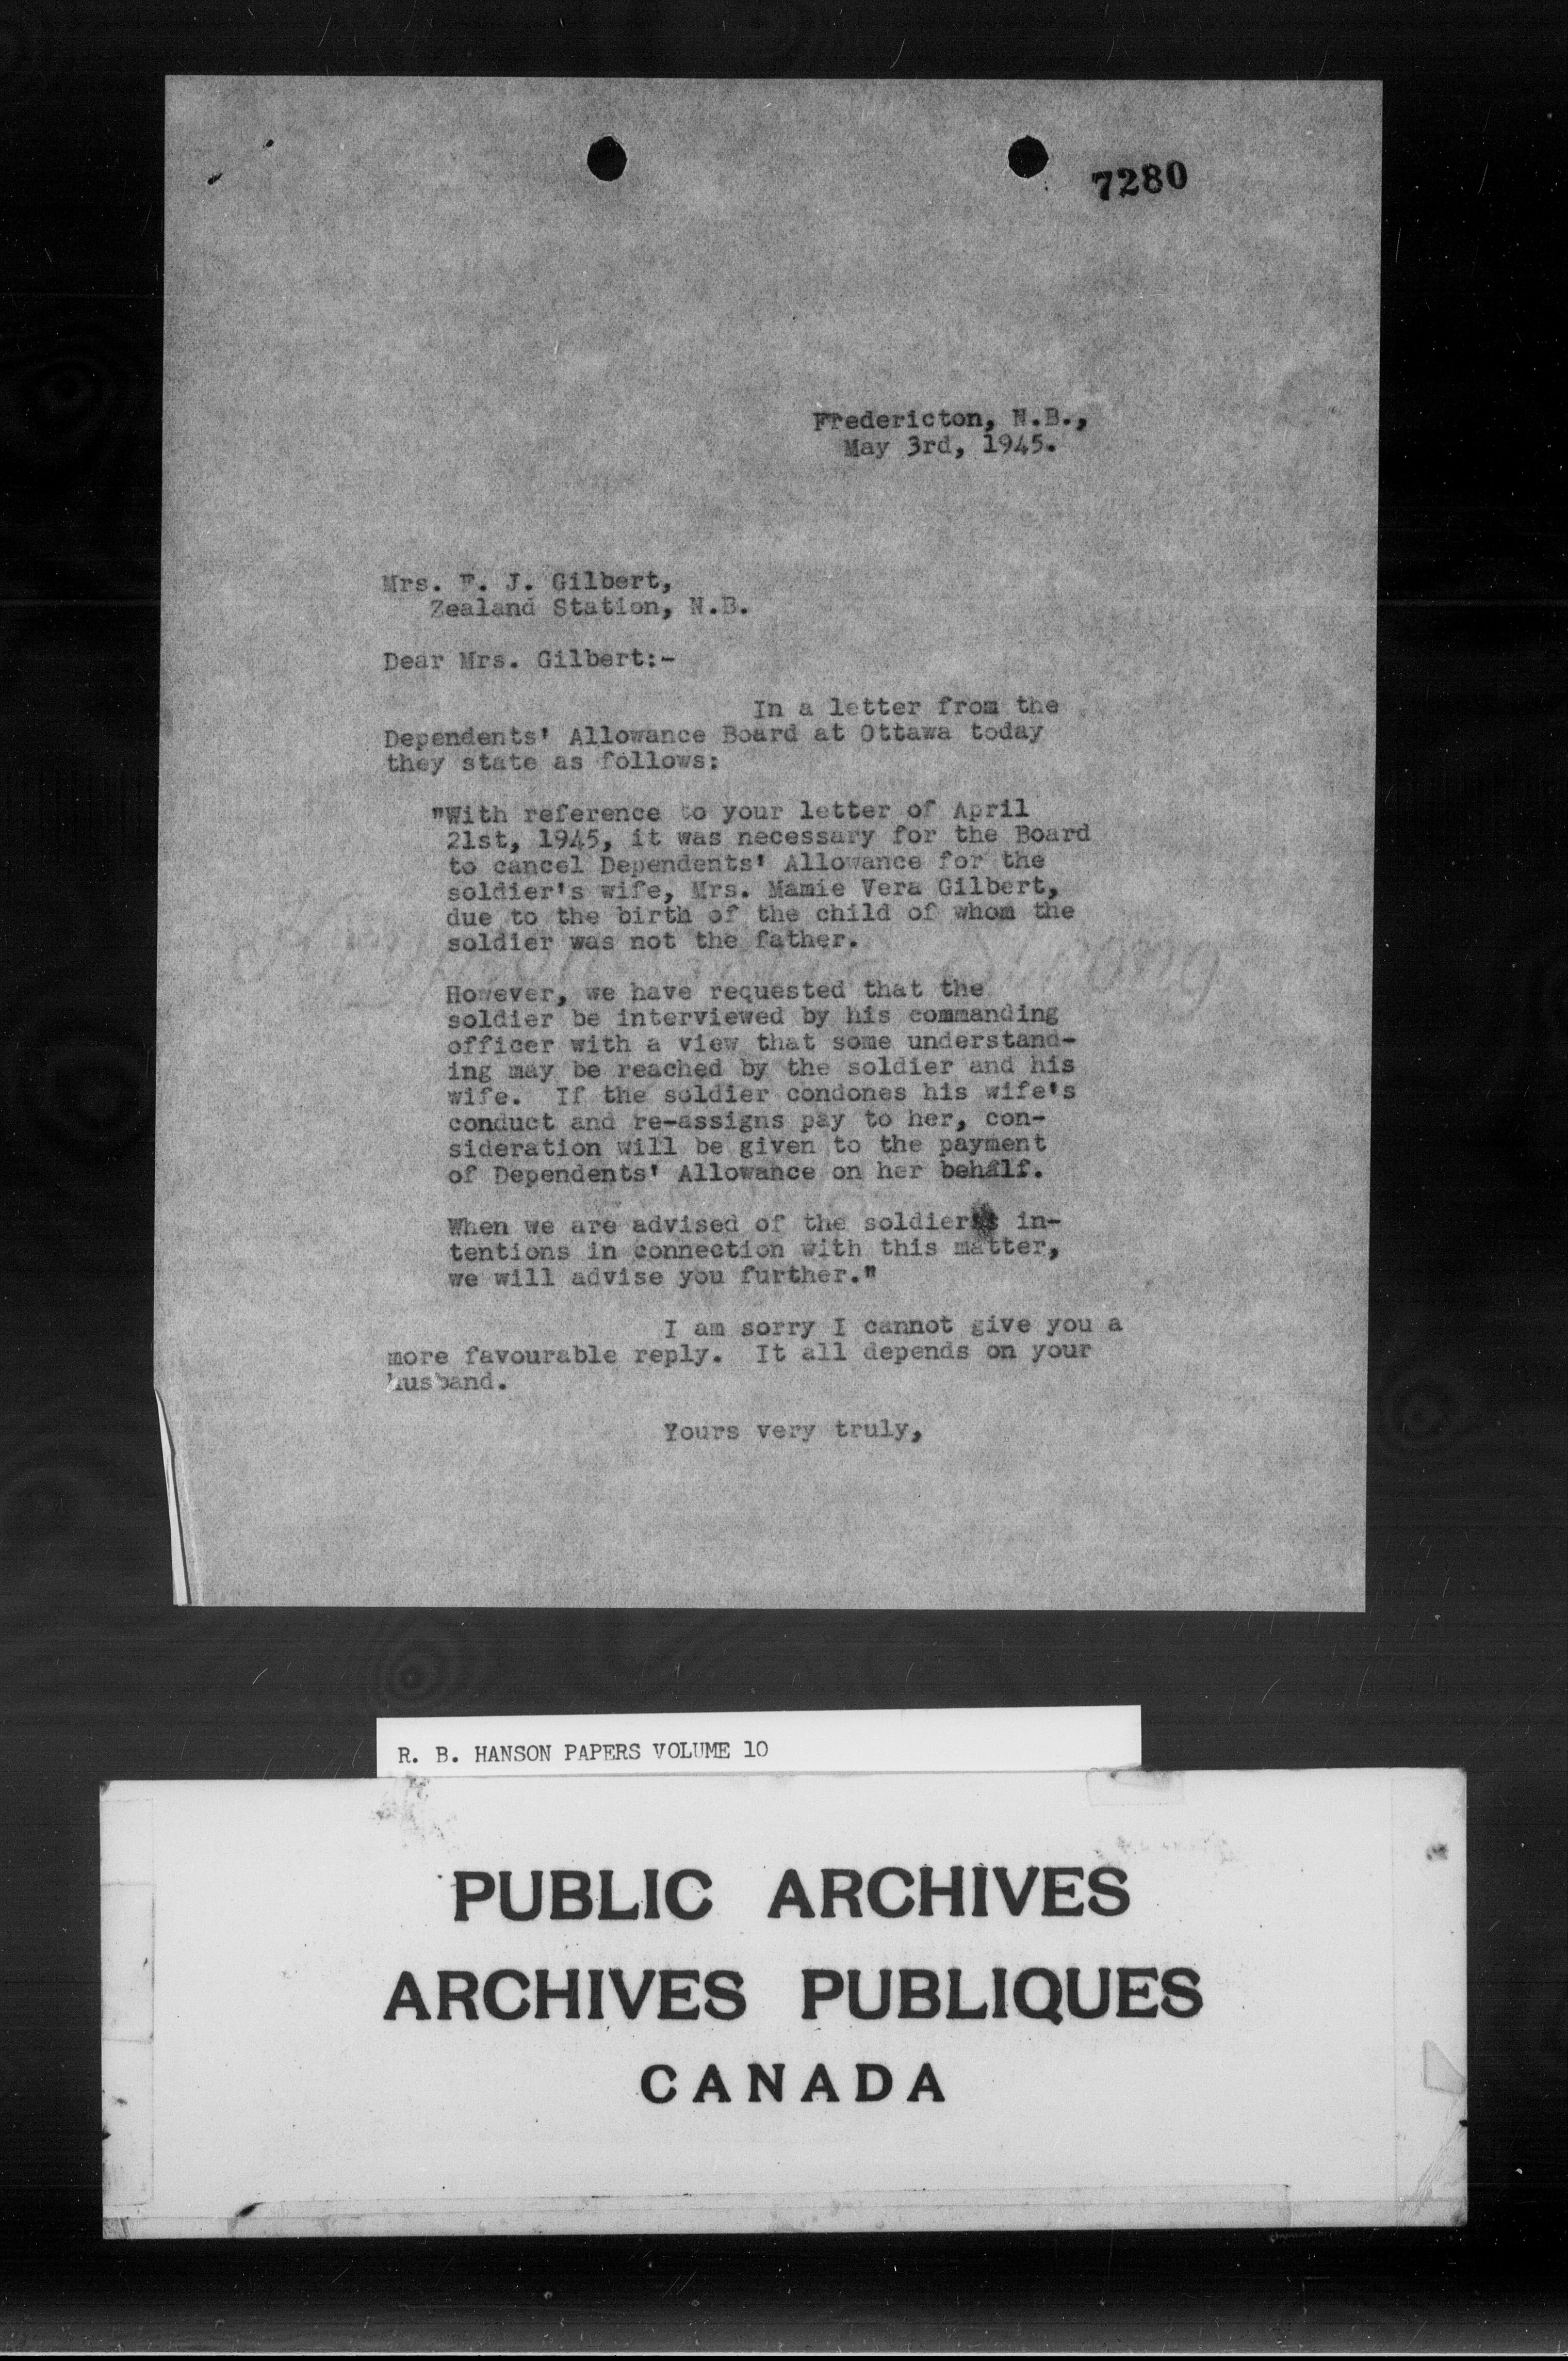 7280
Fredericton, N.B.,
May 3rd, 1945.
Mrs. F. J. Gilbert,
Zealand Station, N.B.
Dear Mrs. Gilbert:-
In a letter from the
Dependents' Allowance Board at Ottawa today
they state as follows:
"With reference to your letter of April
21st, 1945, it was necessary for the Board
to cancel Dependents' Allowance for the
soldier's wife, Mrs. Mamie Vera Gilbert,
due to the birth of the child of whom the
soldier was not the father.
However, we have requested that the
soldier be interviewed by his commanding
officer with a view that some understand-
ing may be reached by the soldier and his
wife. If the soldier condones his wife's
conduct and re-assigns pay to her, con-
sideration will be given to the payment
of Dependents' Allowance on her behalf.
When we are advised of the soldier's in-
tentions in connection with this matter,
we will advise you further."
I am sorry I cannot give you a
more favourable reply. It all depends on your
husband.
Yours very truly,
R. B. HANSON PAPERS VOLUME 10
PUBLIC ARCHIVES
ARCHIVES PUBLIQUES
CANADA